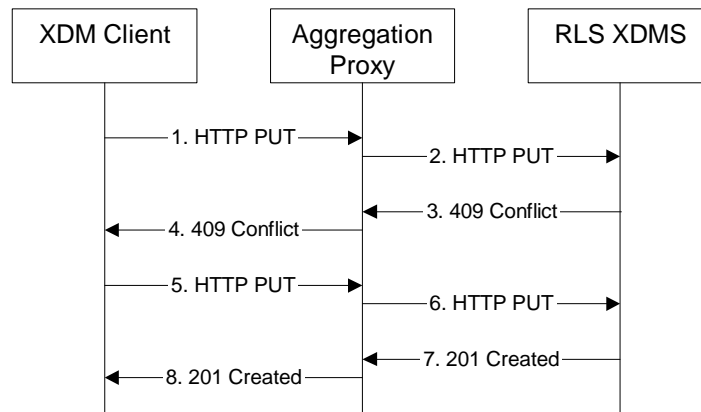 XDM Client
Aggregation
Proxy
RLS XDMS
1. HTTP PUT
2. HTTP PUT
3. 409 Conflict
4. 409 Conflict
5. HTTP PUT
6. HTTP PUT
7. 201 Created
8. 201 Created